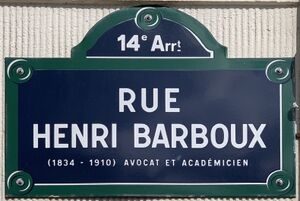 14e Arrt
RUE
HENRI BARBOUX
(1834 - 1910) AVOCAT ET ACADÉMICIEN